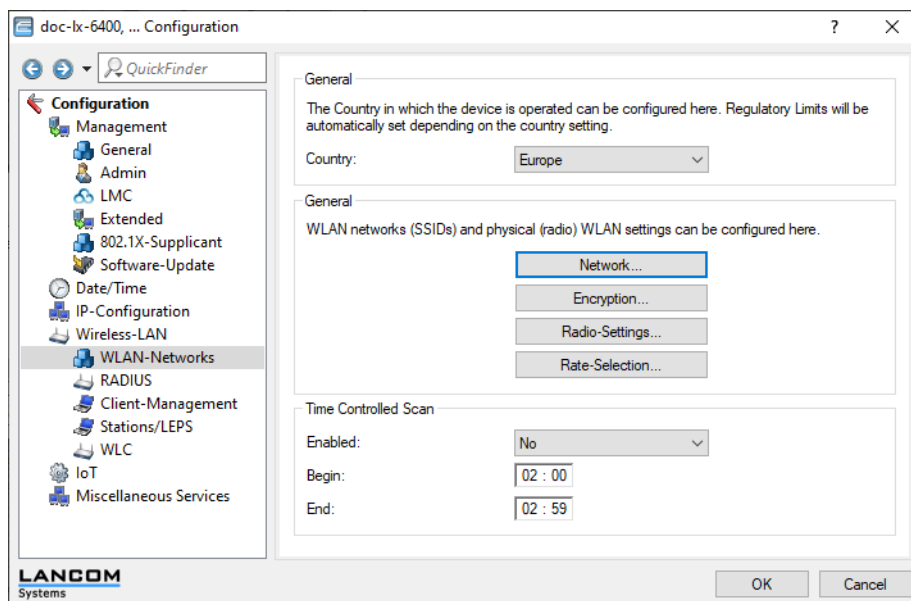 doc-lx-6400, ... Configuration
?
QuickFinder
Configuration
Management
General
Admin
LMC
Extended
802.1X-Supplicant
Software-Update
Date/Time
IP-Configuration
Wireless-LAN
WLAN-Networks
RADIUS
Client-Management
Stations/LEPS
WLC
IoT
Miscellaneous Services
General
The Country in which the device is operated can be configured here. Regulatory Limits will be
automatically set depending on the country setting.
Country: Europe
General
WLAN networks (SSIDs) and physical (radio) WLAN settings can be configured here.
Network...
Encryption...
Radio-Settings...
Rate-Selection...
Time Controlled Scan
Enabled: No
Begin: 02 : 00
End: 02 : 59
LANCOM
Systems
OK Cancel